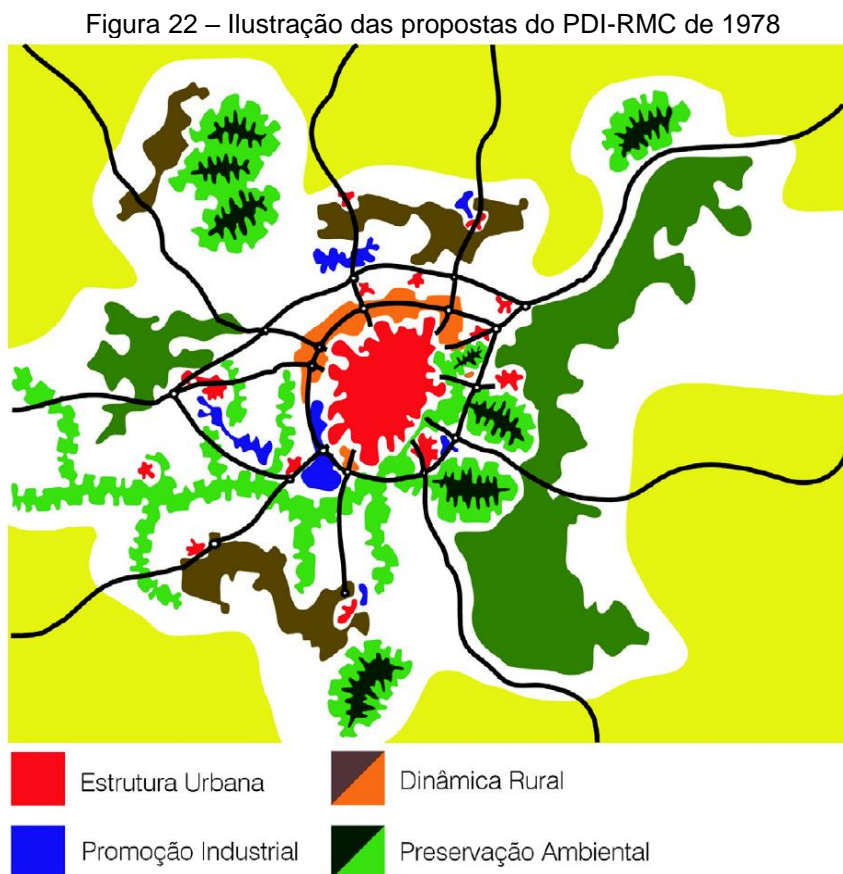 Figura 22 – Ilustração das propostas do PDI-RMC de 1978
Estrutura Urbana
Dinâmica Rural
Promoção Industrial
Preservação Ambiental